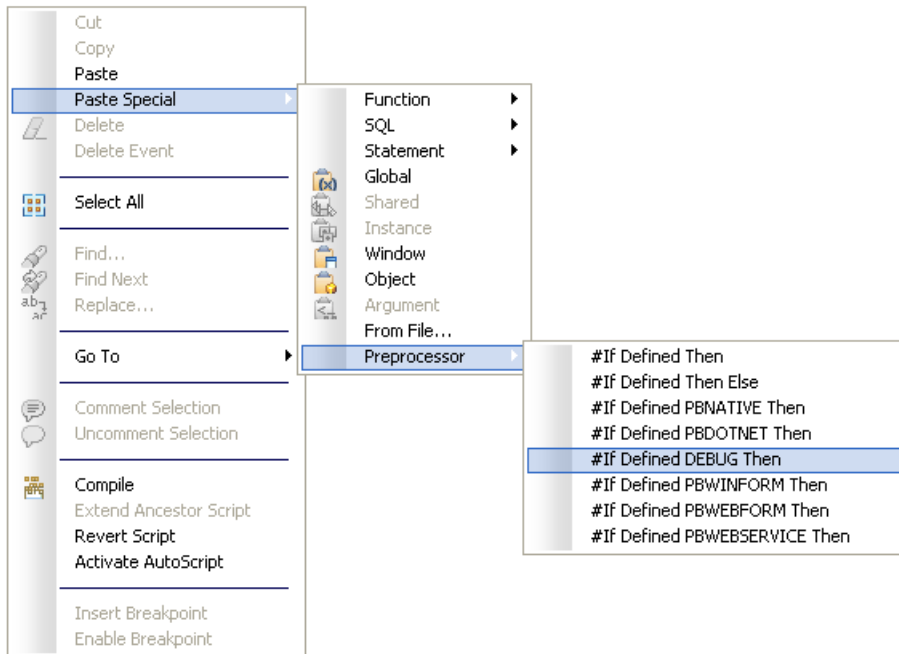 Cut
Copy
Paste
Paste Special
Delete
Delete Event
Select All
Find...
Find Next
Replace...
Go To
Comment Selection
Uncomment Selection
Compile
Extend Ancestor Script
Revert Script
Activate AutoScript
Insert Breakpoint
Enable Breakpoint
Function
SQL
Statement
Global
Shared
Instance
Window
Object
Argument
From File...
Preprocessor
#If Defined Then
#If Defined Then Else
#If Defined PBNATIVE Then
#If Defined PBDOTNET Then
#If Defined DEBUG Then
#If Defined PBWINFORM Then
#If Defined PBWEBFORM Then
#If Defined PBWEBSERVICE Then